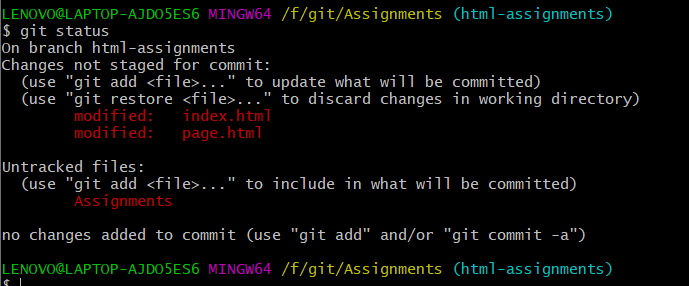 LENOVO@LAPTOP-AJDO5ES6 MINGW64 /f/git/Assignments (html-assignments)
$ git status
On branch html-assignments
Changes not staged for commit:
  (use "git add <file>..." to update what will be committed)
  (use "git restore <file>..." to discard changes in working directory)
        modified:   index.html
        modified:   page.html

Untracked files:
  (use "git add <file>..." to include in what will be committed)
        Assignments

no changes added to commit (use "git add" and/or "git commit -a")

LENOVO@LAPTOP-AJDO5ES6 MINGW64 /f/git/Assignments (html-assignments)
$